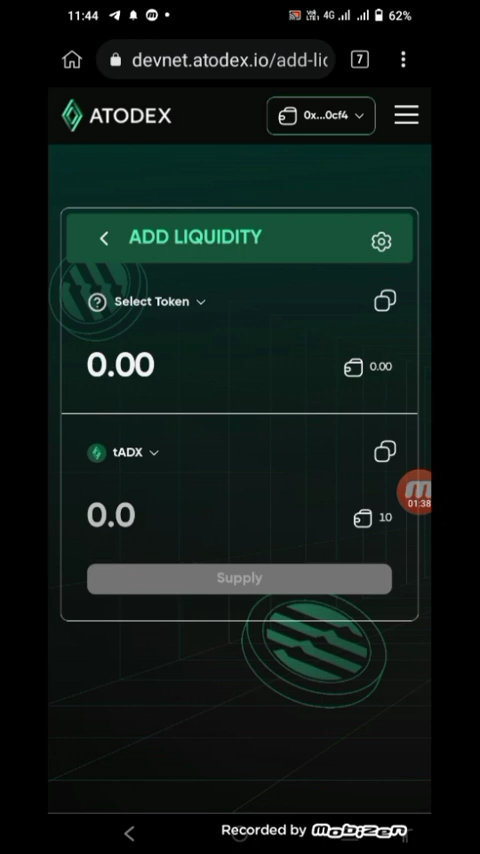 11:44 4G 62%
devnet.atodex.io/add-lic 7
ATODEX 0x...0cf4
ADD LIQUIDITY
? Select Token
0.00 0.00
tADX
01:38
0.0 10
Supply
Recorded by mobizen